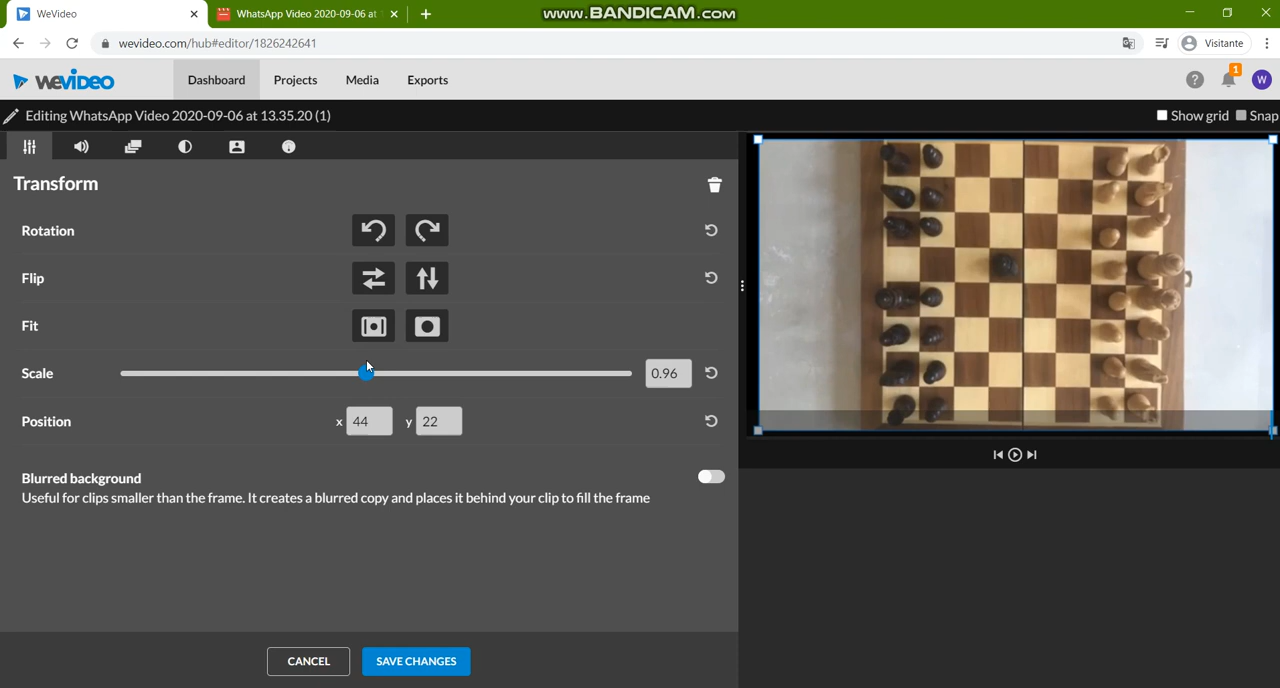 WeVideo
WhatsApp Video 2020-09-06 at
www.BANDICAM.com
wevideo.com/hub#editor/1826242641
Visitante
WEVIDEO
Dashboard
Projects
Media
Exports
1
W
Editing WhatsApp Video 2020-09-06 at 13.35.20 (1)
Show grid
Snap
Transform
Rotation
Flip
Fit
Scale
0.96
Position
x 44
y 22
Blurred background
Useful for clips smaller than the frame. It creates a blurred copy and places it behind your clip to fill the frame
CANCEL
SAVE CHANGES